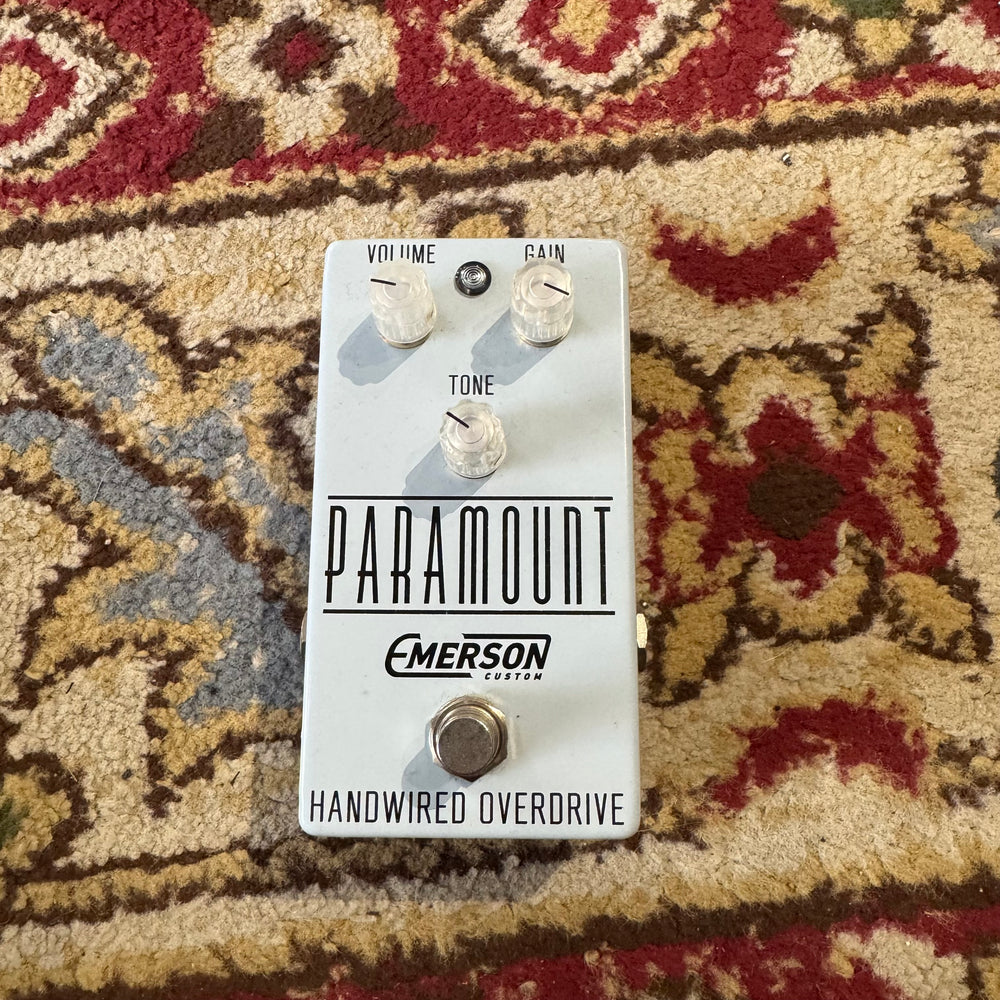 VOLUME GAIN
TONE
PARAMOUNT
EMERSON
CUSTOM
HANDWIRED OVERDRIVE